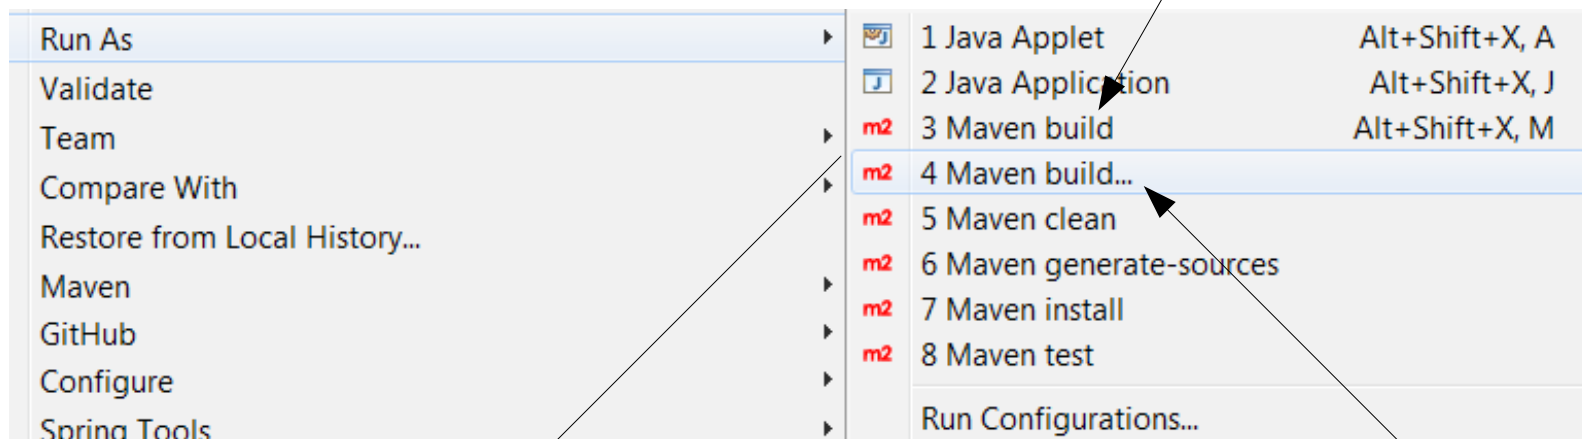 Run As
Validate
Team
Compare With
Restore from Local History...
Maven
GitHub
Configure
Spring Tools
1 Java Applet Alt+Shift+X, A
2 Java Application Alt+Shift+X, J
m2 3 Maven build Alt+Shift+X, M
m2 4 Maven build...
m2 5 Maven clean
m2 6 Maven generate-sources
m2 7 Maven install
m2 8 Maven test
Run Configurations...